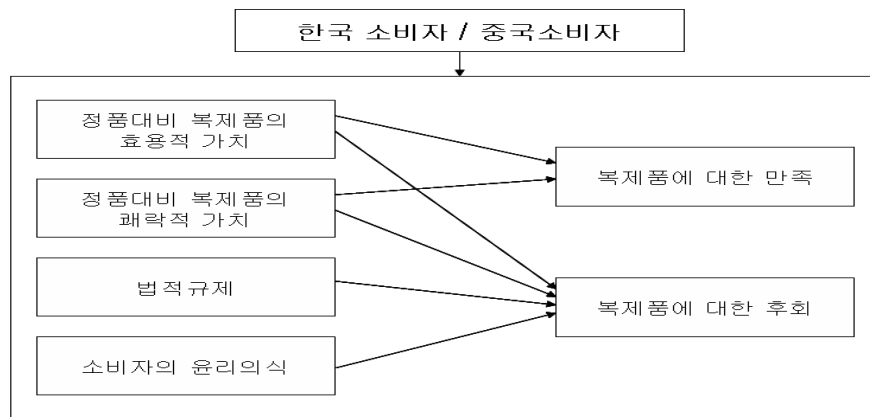 한국 소비자 / 중국소비자
정품대비 복제품의
효용적 가치
정품대비 복제품의
쾌락적 가치
법적규제
소비자의 윤리의식
복제품에 대한 만족
복제품에 대한 후회